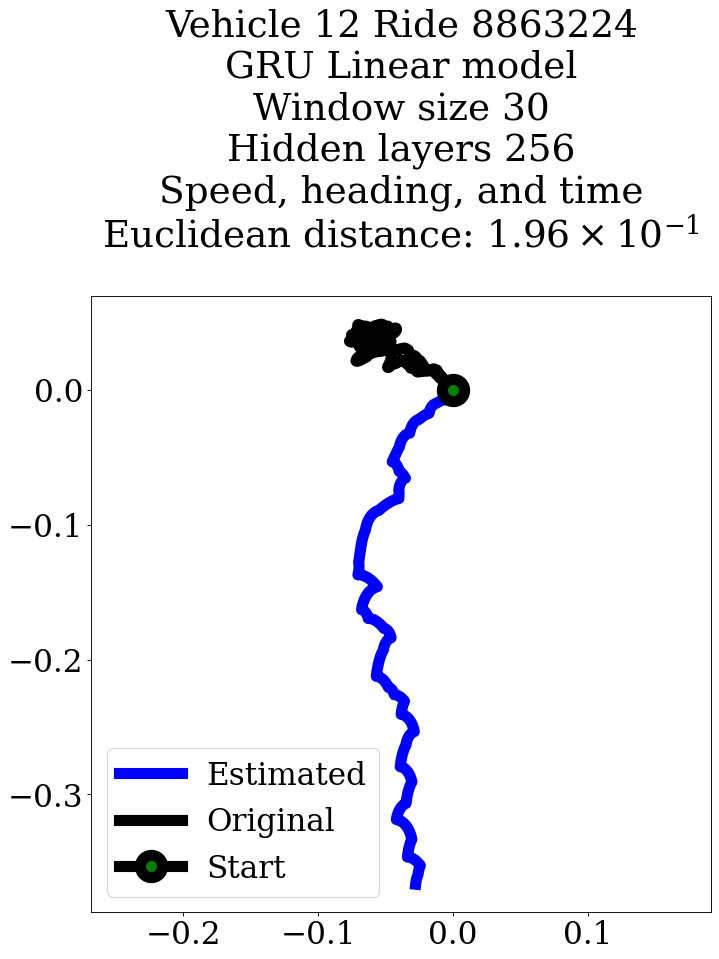 Vehicle 12 Ride 8863224
GRU Linear model
Window size 30
Hidden layers 256
Speed, heading, and time
Euclidean distance: 1.96 × 10⁻¹
0.0
−0.1
−0.2
−0.3
Estimated
Original
Start
−0.2 −0.1 0.0 0.1